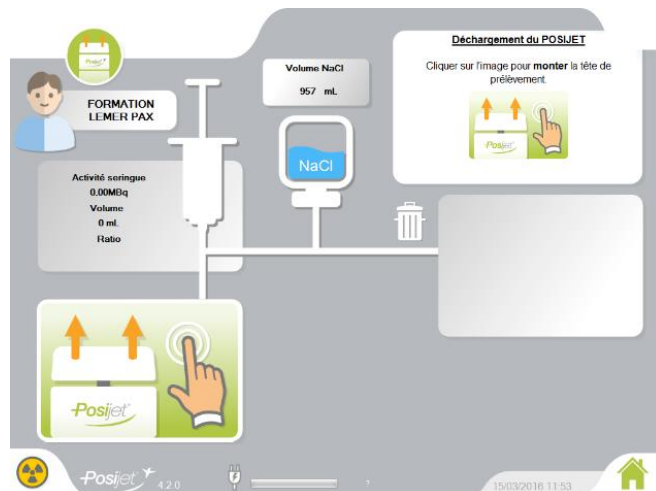 Posijet
FORMATION
LEMER PAX
Volume NaCl
957 mL
NaCl
Activité seringue
0.00MBq
Volume
0 mL
Ratio
Déchargement du POSIJET
Cliquer sur l'image pour monter la tête de
prélèvement.
Posijet
Posijet
Posijet 4.2.0
15/03/2016 11:53